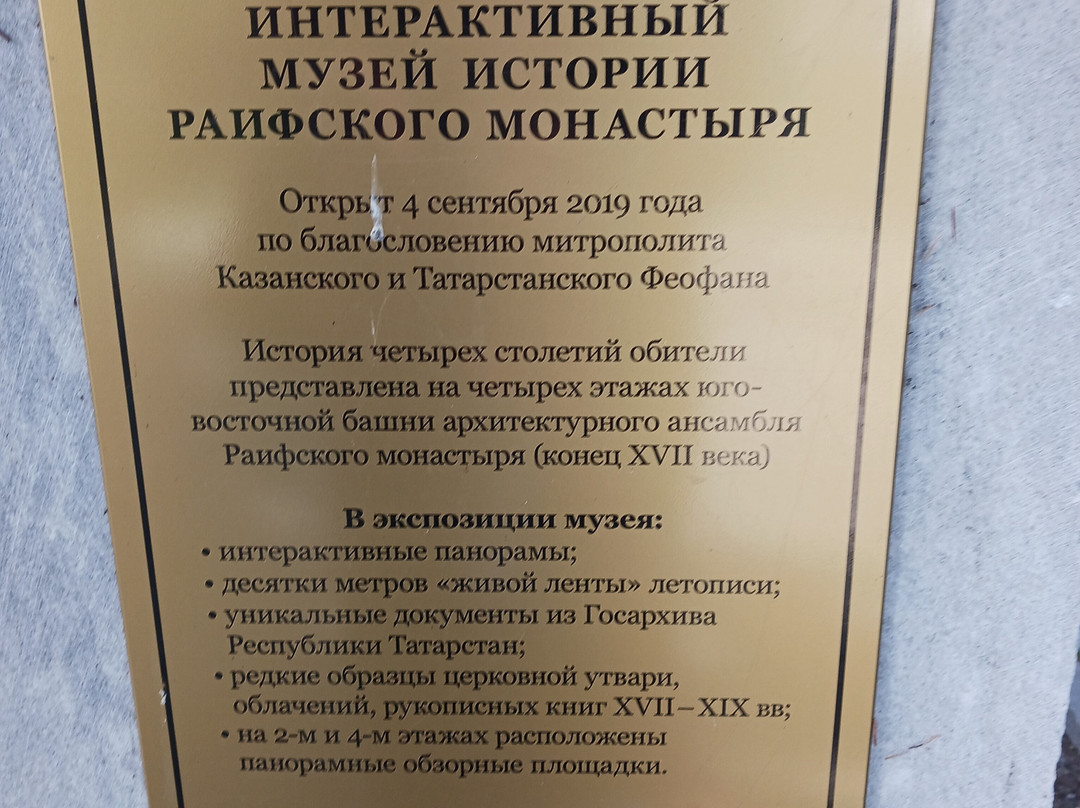 ИНТЕРАКТИВНЫЙ
МУЗЕЙ ИСТОРИИ
РАИФСКОГО МОНАСТЫРЯ
Открыт 4 сентября 2019 года
по благословению митрополита
Казанского и Татарстанского Феофана
История четырех столетий обители
представлена на четырех этажах юго-
восточной башни архитектурного ансамбля
Раифского монастыря (конец XVII века)
В экспозиции музея:
• интерактивные панорамы;
• десятки метров «живой ленты» летописи;
• уникальные документы из Госархива
Республики Татарстан;
• редкие образцы церковной утвари,
облачений, рукописных книг XVII–XIX вв;
• на 2-м и 4-м этажах расположены
панорамные обзорные площадки.